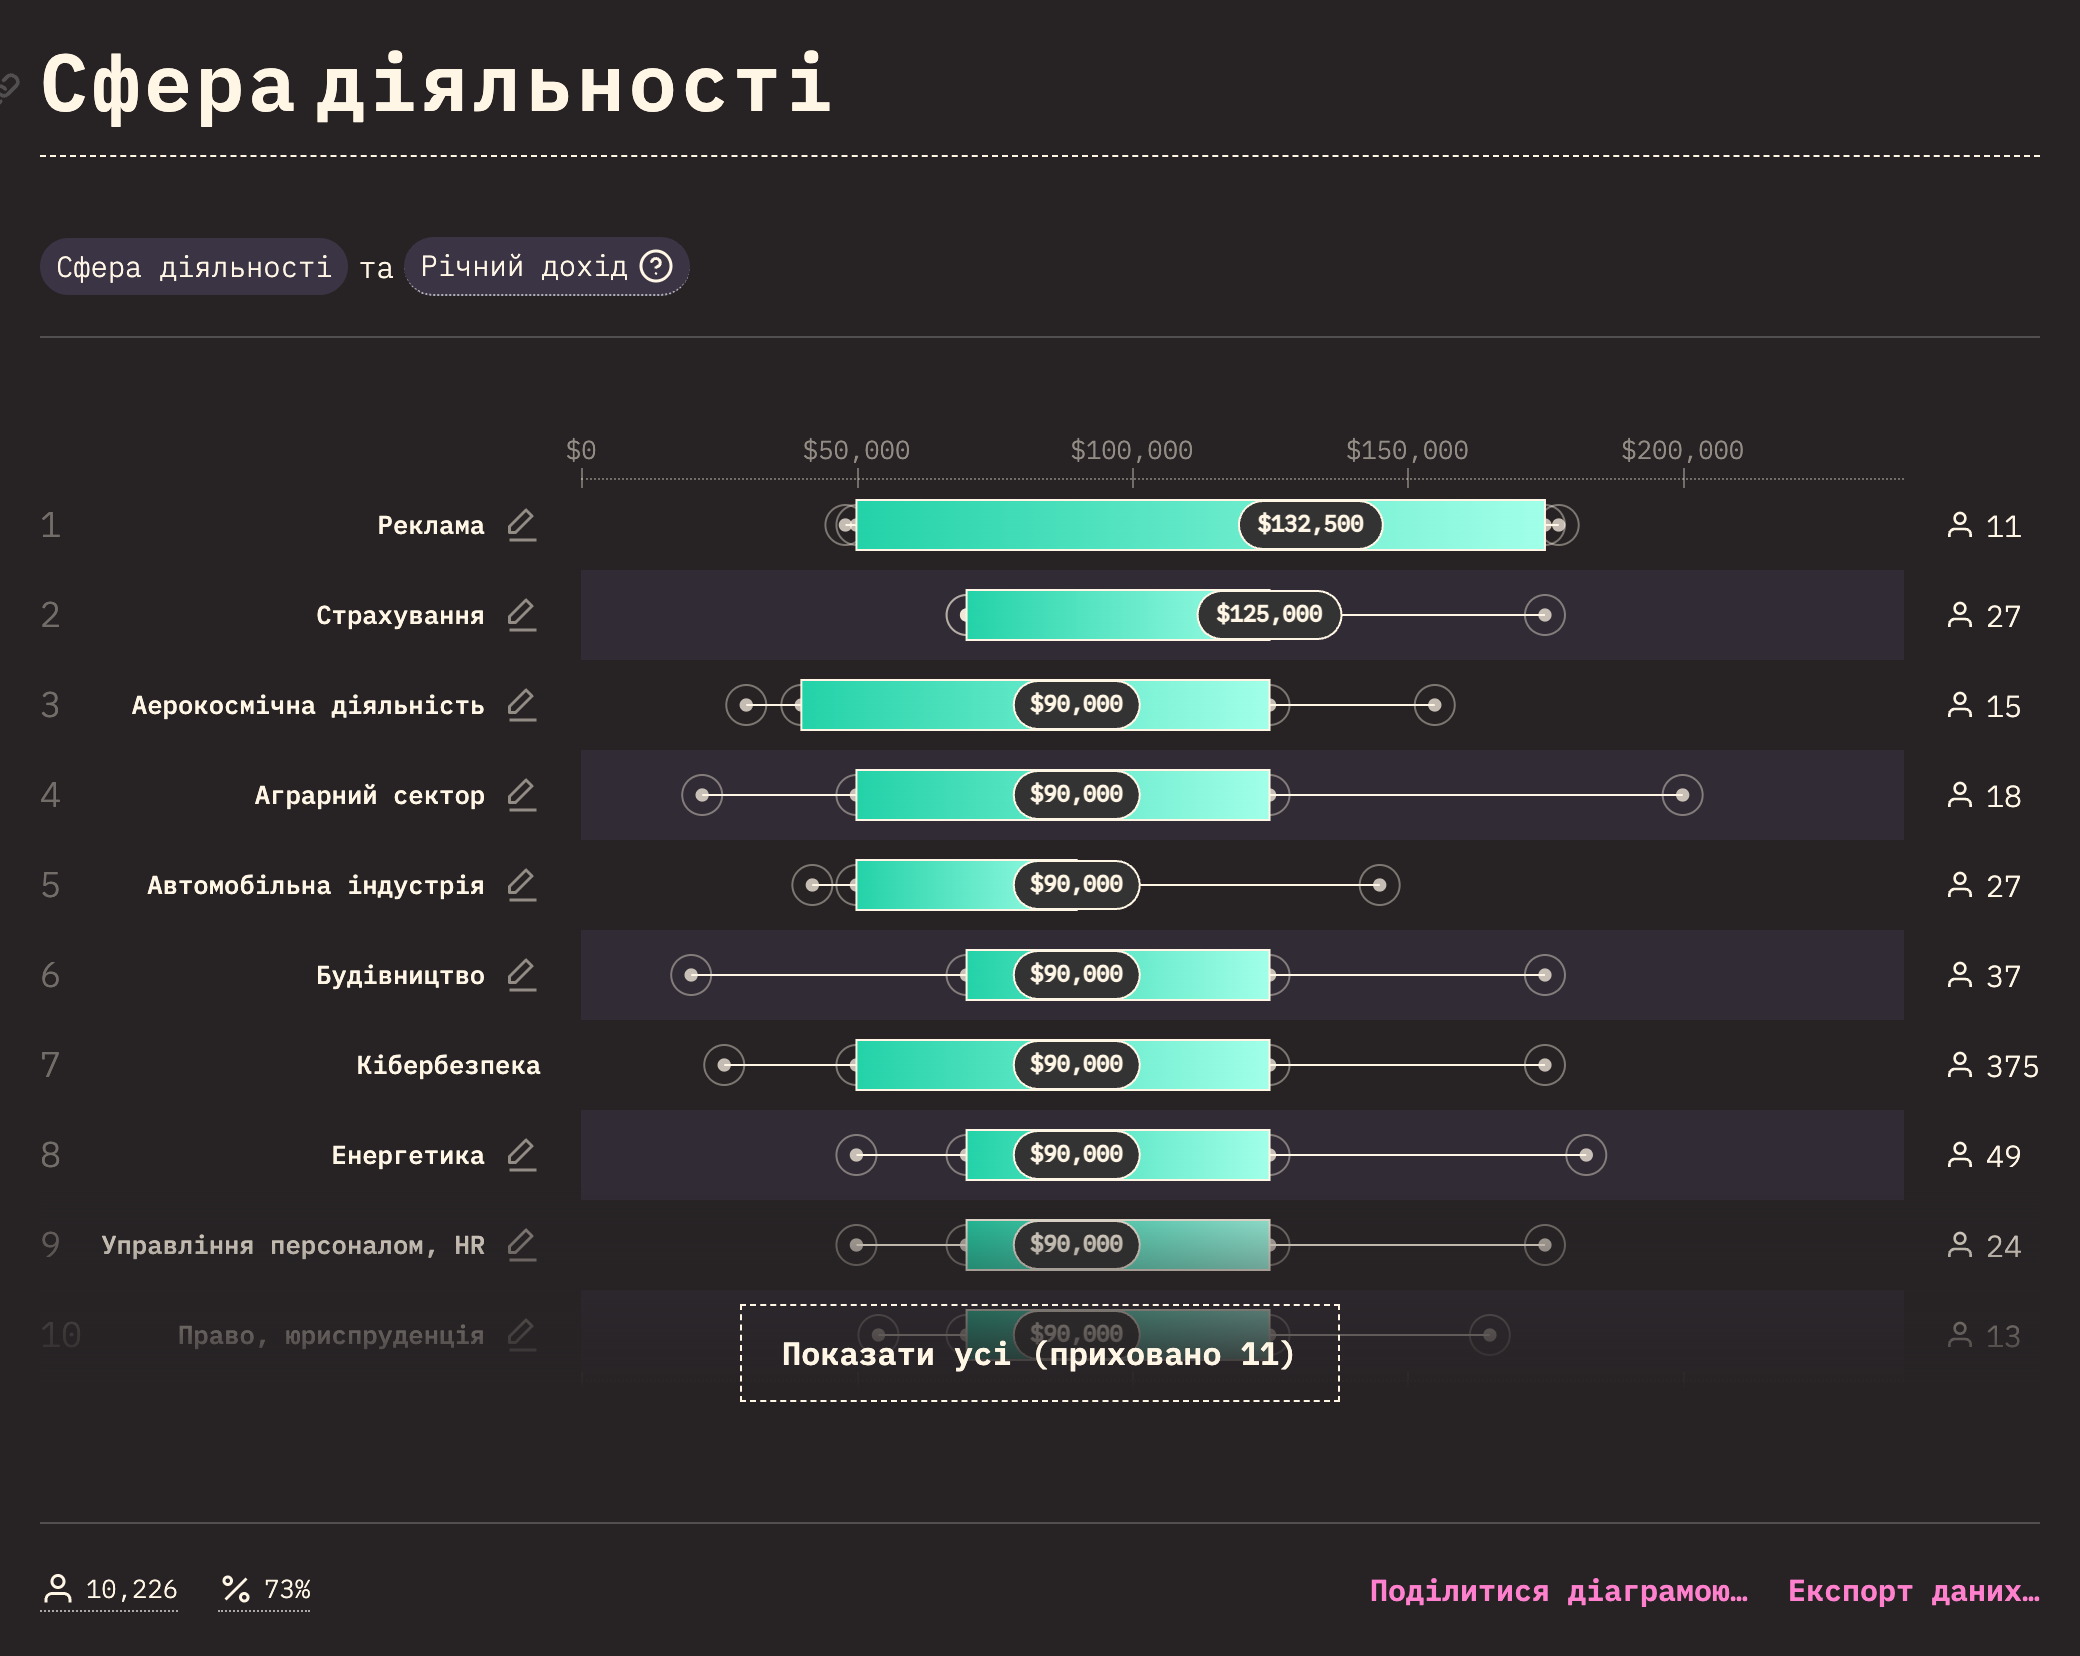 Сфера діяльності
Сфера діяльності та Річний дохід
$0 $50,000 $100,000 $150,000 $200,000
1 Реклама $132,500 11
2 Страхування $125,000 27
3 Аерокосмічна діяльність $90,000 15
4 Аграрний сектор $90,000 18
5 Автомобільна індустрія $90,000 27
6 Будівництво $90,000 37
7 Кібербезпека $90,000 375
8 Енергетика $90,000 49
9 Управління персоналом, HR $90,000 24
10 Право, юриспруденція $90,000 13
Показати усі (приховано 11)
10,226 73% Поділитися діаграмою… Експорт даних…